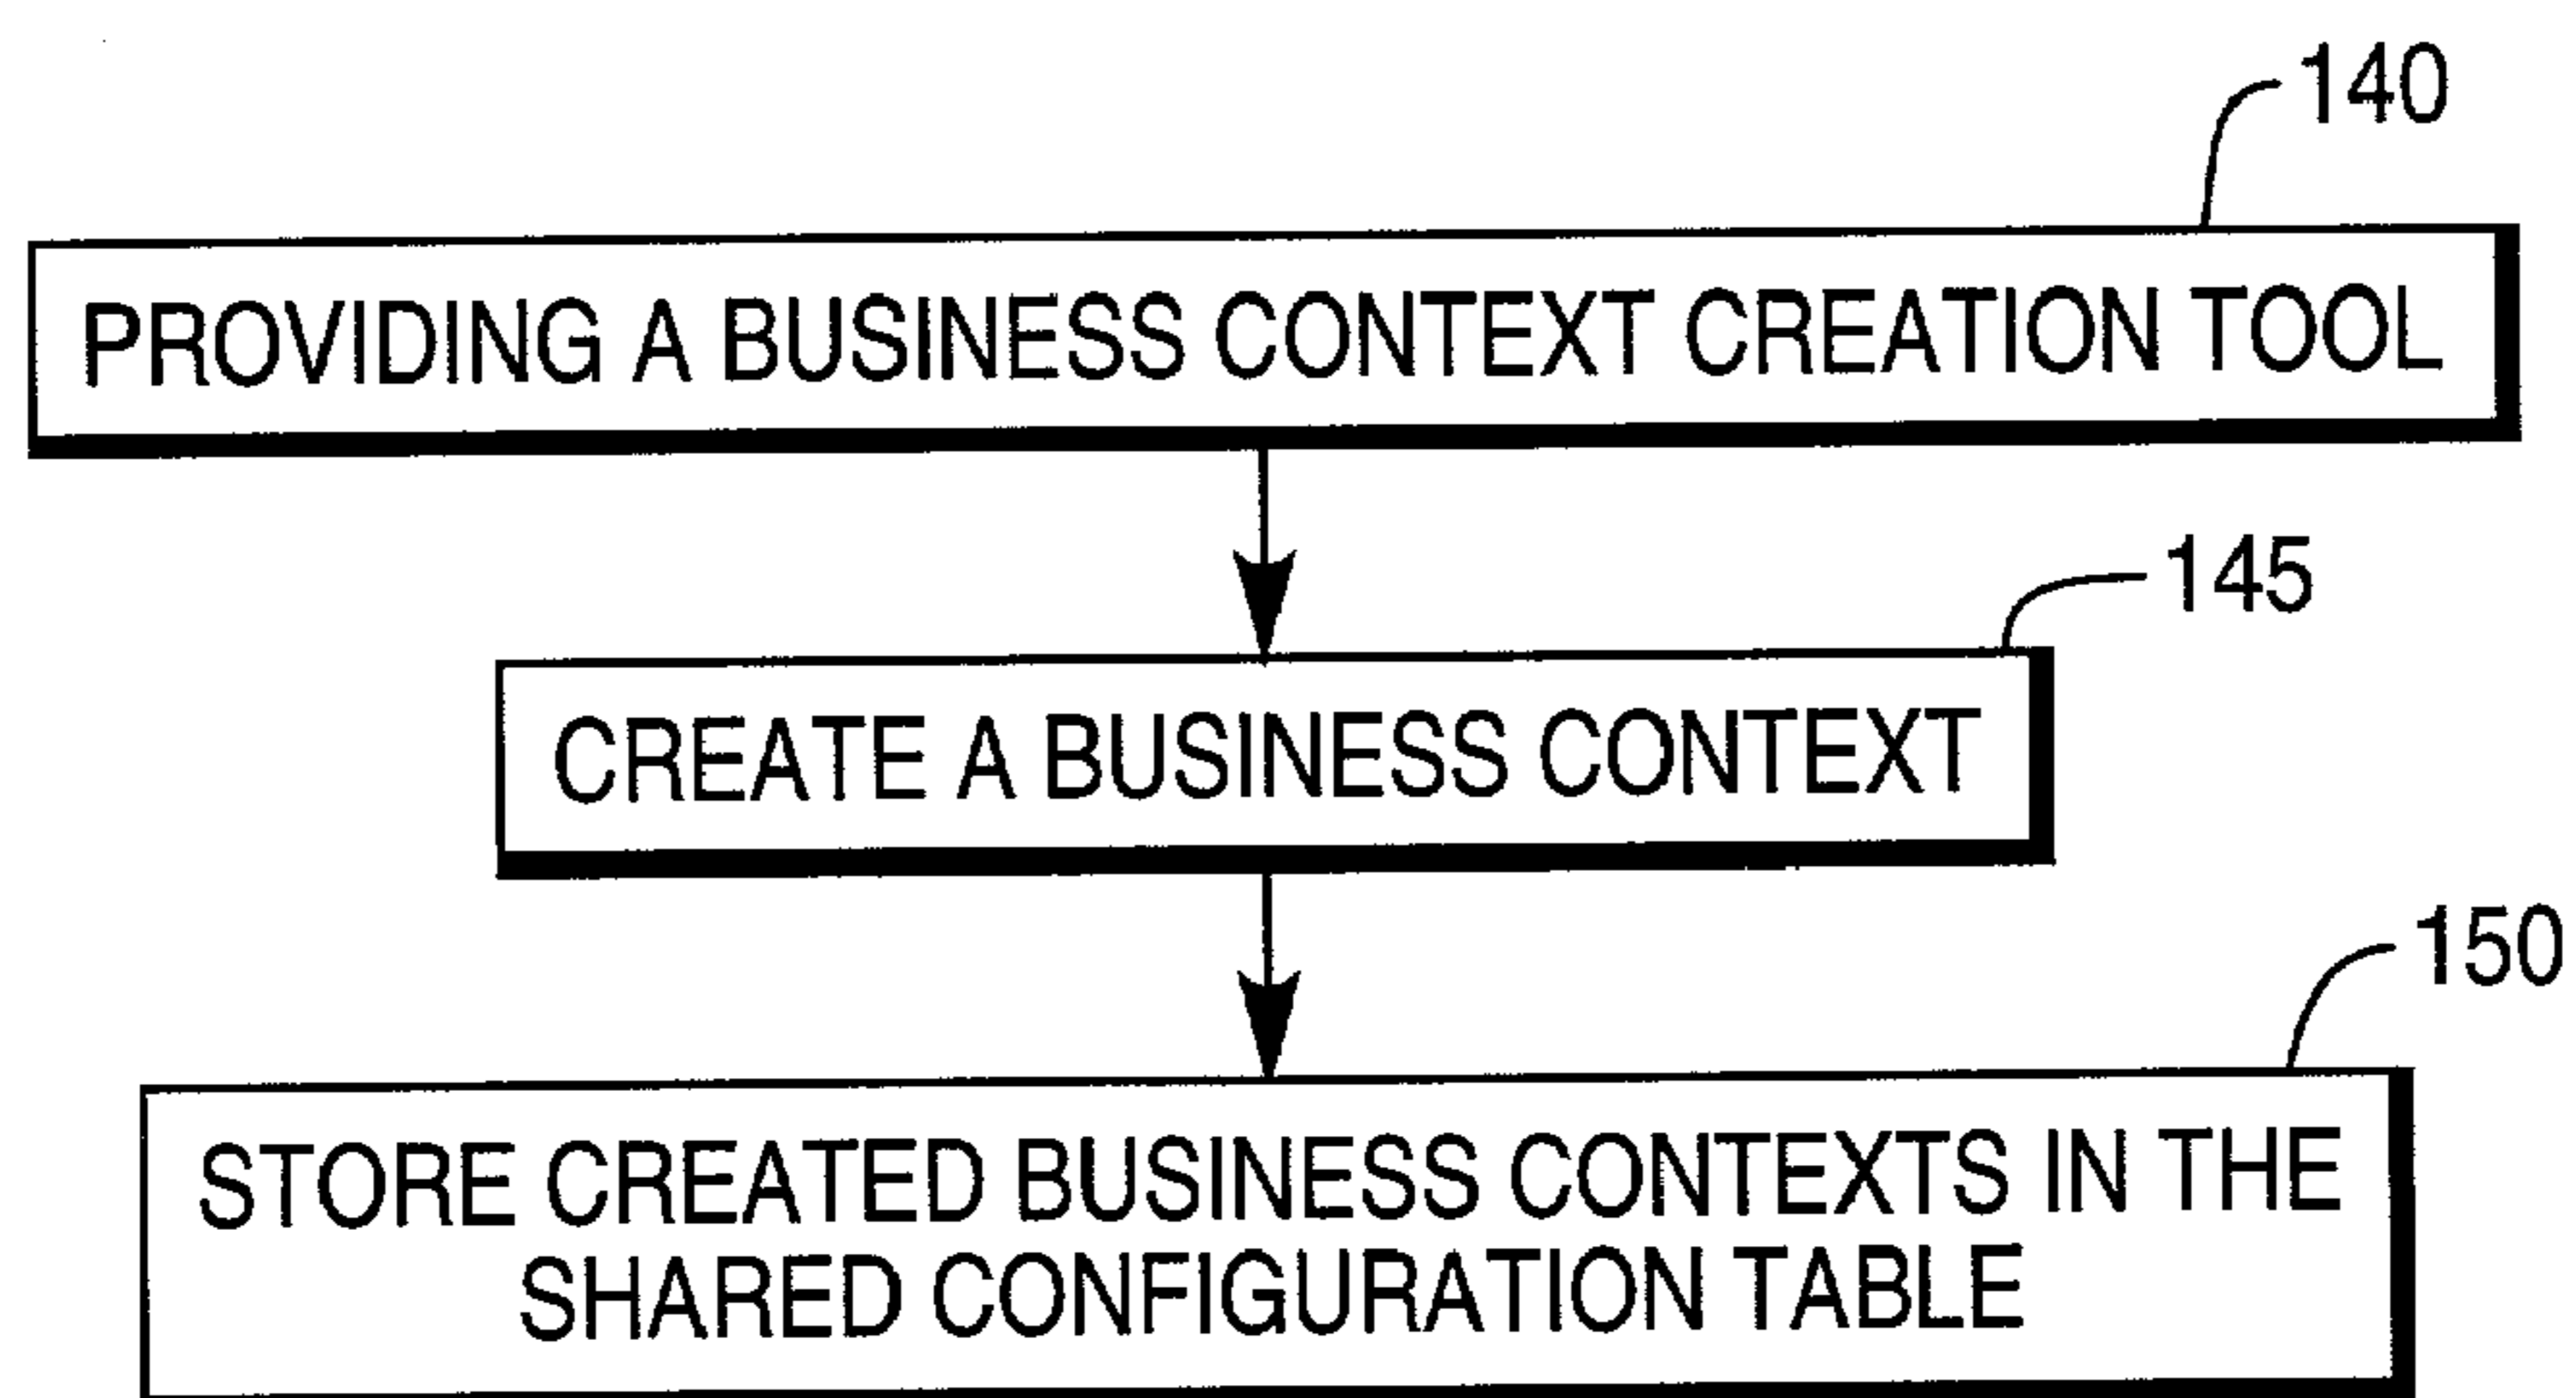 140
PROVIDING A BUSINESS CONTEXT CREATION TOOL
145
CREATE A BUSINESS CONTEXT
150
STORE CREATED BUSINESS CONTEXTS IN THE
SHARED CONFIGURATION TABLE